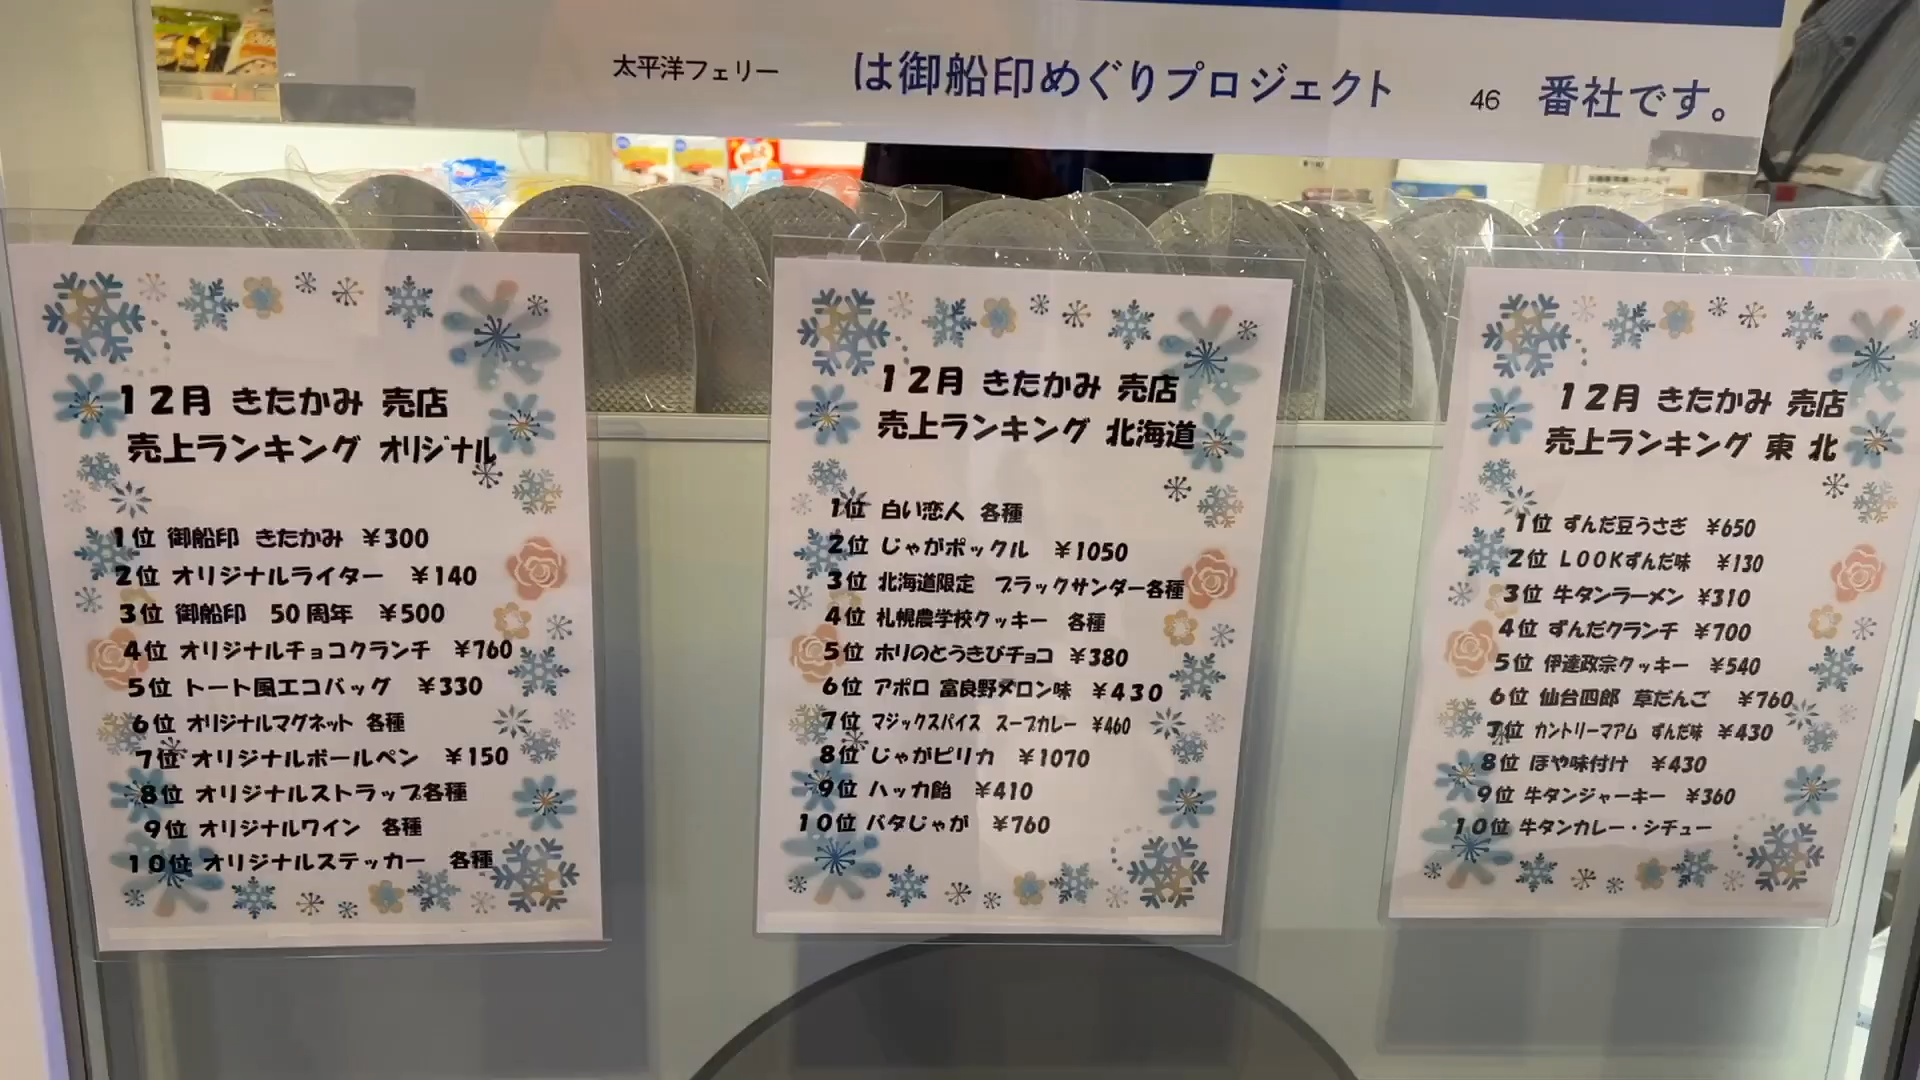 太平洋フェリー は御船印めぐりプロジェクト 46 番社です。
12月 きたかみ 売店
売上ランキング オリジナル
1位 御船印 きたかみ ¥300
2位 オリジナルライター ¥140
3位 御船印 50周年 ¥500
4位 オリジナルチョコクランチ ¥760
5位 トート風エコバッグ ¥330
6位 オリジナルマグネット 各種
7位 オリジナルボールペン ¥150
8位 オリジナルストラップ各種
9位 オリジナルワイン 各種
10位 オリジナルステッカー 各種
12月 きたかみ 売店
売上ランキング 北海道
1位 白い恋人 各種
2位 じゃがポックル ¥1050
3位 北海道限定 ブラックサンダー各種
4位 札幌農学校クッキー 各種
5位 ホリのとうきびチョコ ¥380
6位 アポロ 富良野メロン味 ¥430
7位 マジックスパイス スープカレー ¥460
8位 じゃがピリカ ¥1070
9位 ハッカ飴 ¥410
10位 バタじゃが ¥760
12月 きたかみ 売店
売上ランキング 東 北
1位 ずんだ豆うさぎ ¥650
2位 LOOKずんだ味 ¥130
3位 牛タンラーメン ¥310
4位 ずんだクランチ ¥700
5位 伊達政宗クッキー ¥540
6位 仙台四郎 草だんご ¥760
7位 カントリーマアム ずんだ味 ¥430
8位 ほや味付け ¥430
9位 牛タンジャーキー ¥360
10位 牛タンカレー・シチュー